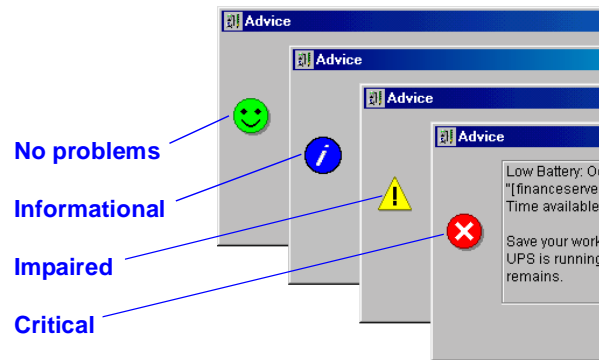 Advice
Advice
Advice
Advice
No problems
Informational
Impaired
Critical
Low Battery:
"[financeserve
Time available
Save your work
UPS is running
remains.